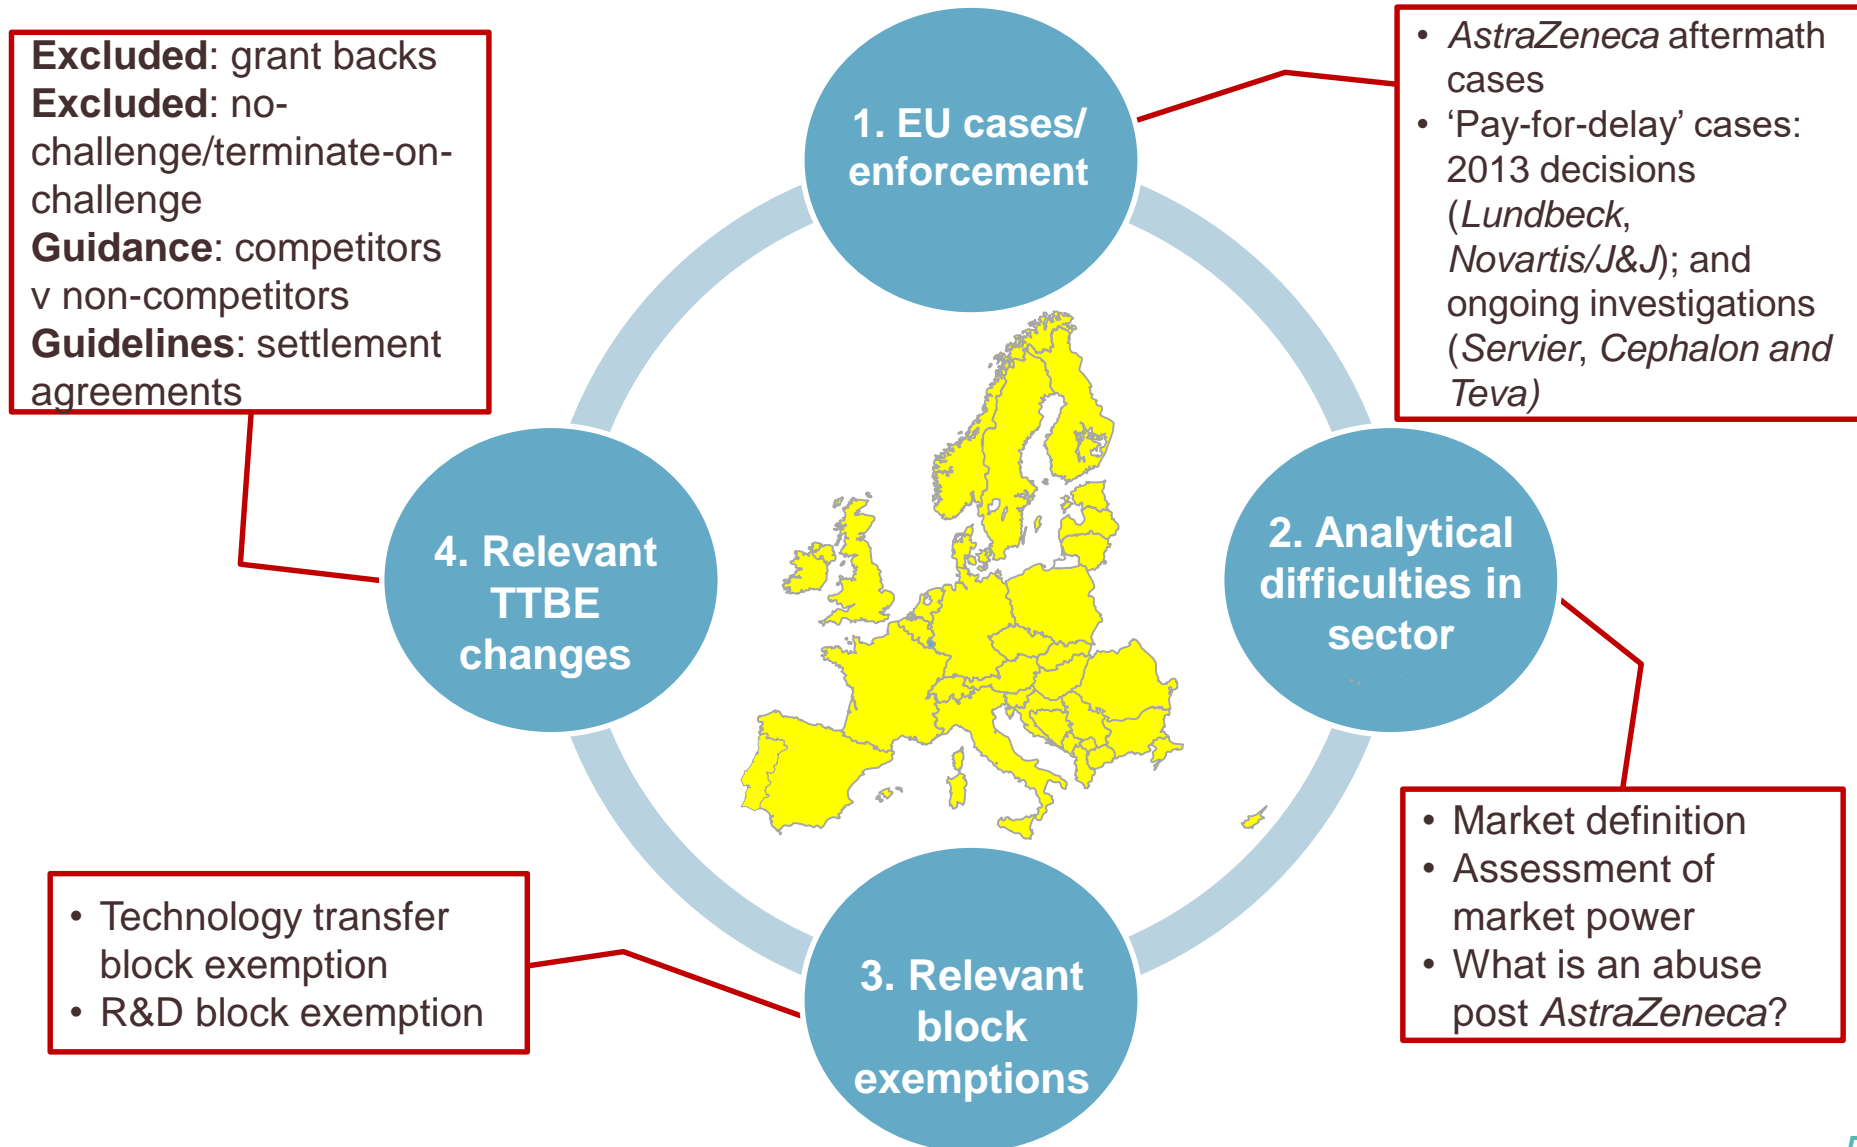 Excluded: grant backs
Excluded: no-
challenge/terminate-on-
challenge
Guidance: competitors
v non-competitors
Guidelines: settlement
agreements
1. EU cases/
enforcement
• AstraZeneca aftermath
cases
• ‘Pay-for-delay’ cases:
2013 decisions
(Lundbeck,
Novartis/J&J); and
ongoing investigations
(Servier, Cephalon and
Teva)
4. Relevant
TTBE
changes
2. Analytical
difficulties in
sector
• Technology transfer
block exemption
• R&D block exemption
3. Relevant
block
exemptions
• Market definition
• Assessment of
market power
• What is an abuse
post AstraZeneca?